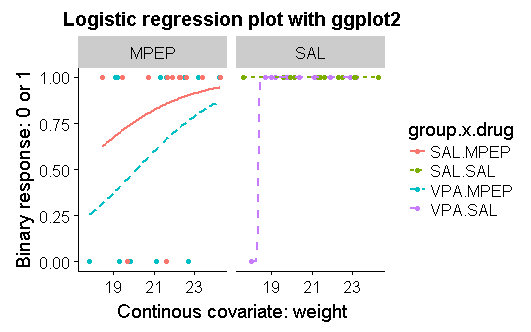 Logistic regression plot with ggplot2
MPEP
SAL
Binary response: 0 or 1
1.00
0.75
0.50
0.25
0.00
19 21 23
19 21 23
Continous covariate: weight
group.x.drug
SAL.MPEP
SAL.SAL
VPA.MPEP
VPA.SAL